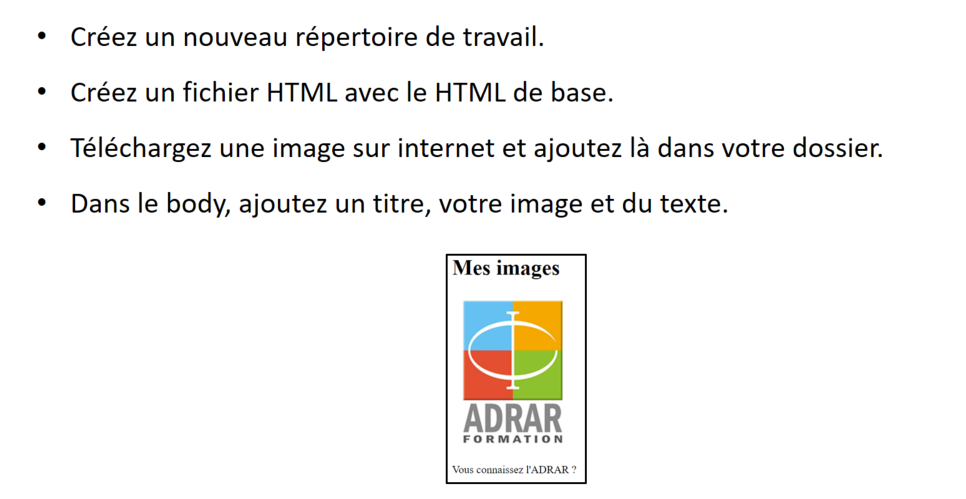 • Créez un nouveau répertoire de travail.
• Créez un fichier HTML avec le HTML de base.
• Téléchargez une image sur internet et ajoutez là dans votre dossier.
• Dans le body, ajoutez un titre, votre image et du texte.
Mes images
ADRAR
FORMATION
Vous connaissez l'ADRAR ?